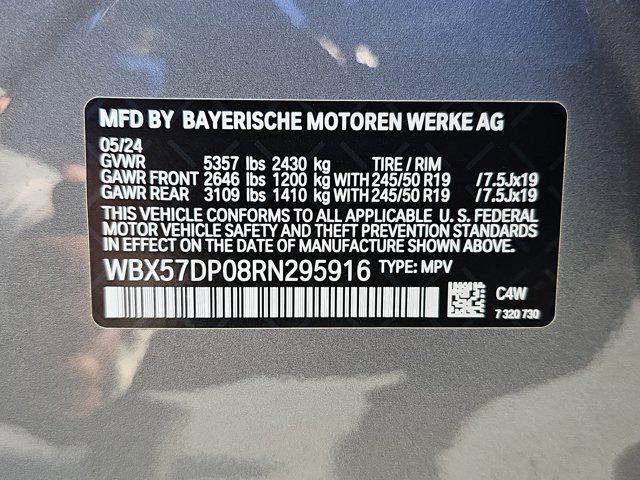 MFD BY BAYERISCHE MOTOREN WERKE AG
05/24
GVWR 5357 lbs 2430 kg TIRE / RIM
GAWR FRONT 2646 lbs 1200 kg WITH 245/50 R19 /7.5Jx19
GAWR REAR 3109 lbs 1410 kg WITH 245/50 R19 /7.5Jx19
THIS VEHICLE CONFORMS TO ALL APPLICABLE U.S. FEDERAL
MOTOR VEHICLE SAFETY AND THEFT PREVENTION STANDARDS
IN EFFECT ON THE DATE OF MANUFACTURE SHOWN ABOVE.
WBX57DP08RN295916 TYPE: MPV
C4W
7 320 730